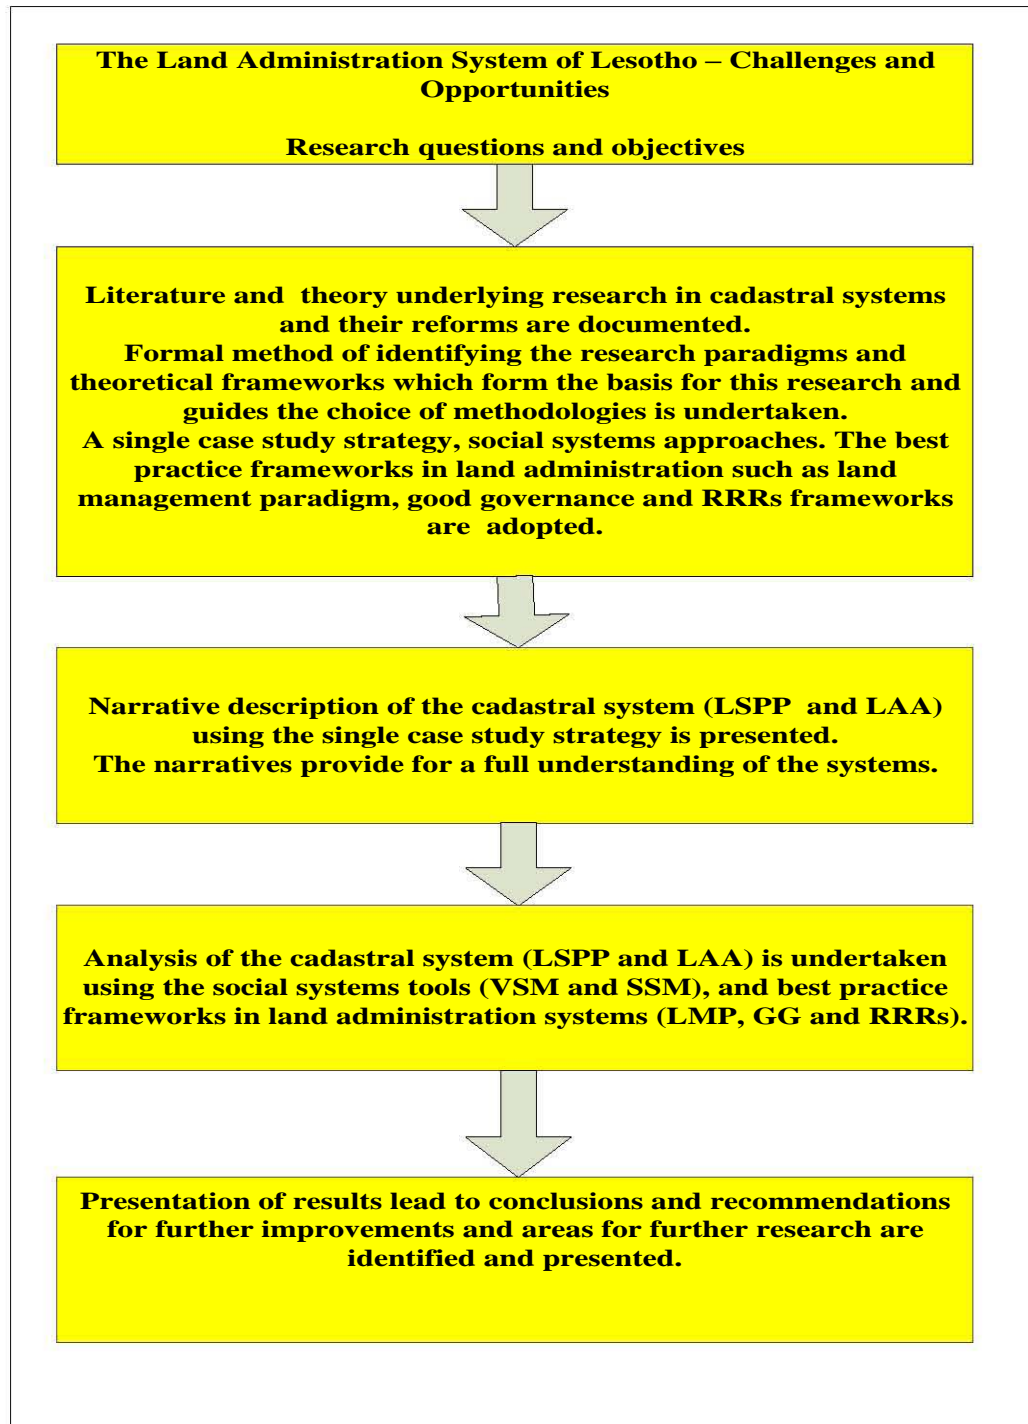 The Land Administration System of Lesotho – Challenges and
Opportunities
Research questions and objectives
Literature and theory underlying research in cadastral systems
and their reforms are documented.
Formal method of identifying the research paradigms and
theoretical frameworks which form the basis for this research and
guides the choice of methodologies is undertaken.
A single case study strategy, social systems approaches. The best
practice frameworks in land administration such as land
management paradigm, good governance and RRRs frameworks
are adopted.
Narrative description of the cadastral system (LSPP and LAA)
using the single case study strategy is presented.
The narratives provide for a full understanding of the systems.
Analysis of the cadastral system (LSPP and LAA) is undertaken
using the social systems tools (VSM and SSM), and best practice
frameworks in land administration systems (LMP, GG and RRRs).
Presentation of results lead to conclusions and recommendations
for further improvements and areas for further research are
identified and presented.